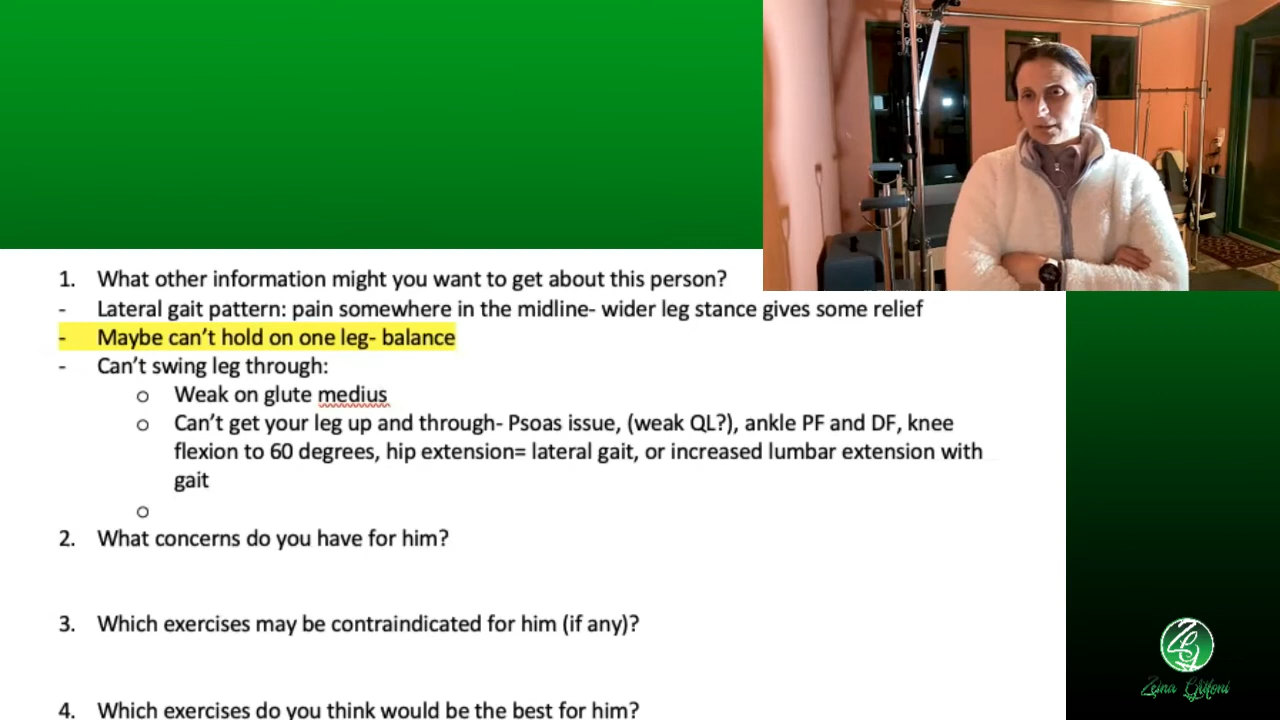 1. What other information might you want to get about this person?
- Lateral gait pattern: pain somewhere in the midline- wider leg stance gives some relief
- Maybe can't hold on one leg- balance
- Can't swing leg through:
o Weak on glute medius
o Can't get your leg up and through- Psoas issue, (weak QL?), ankle PF and DF, knee
flexion to 60 degrees, hip extension= lateral gait, or increased lumbar extension with
gait
o
2. What concerns do you have for him?
3. Which exercises may be contraindicated for him (if any)?
4. Which exercises do you think would be the best for him?
ZG
Zeina Grifoni